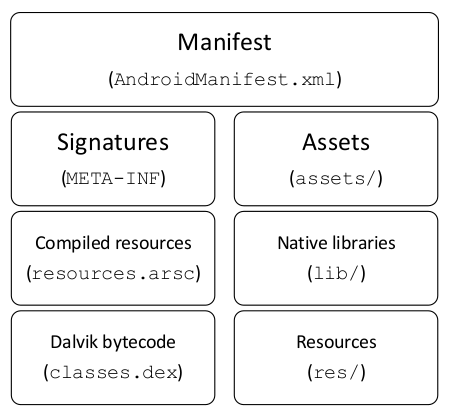 Manifest
(AndroidManifest.xml)
Signatures
(META-INF)
Assets
(assets/)
Compiled resources
(resources.arsc)
Native libraries
(lib/)
Dalvik bytecode
(classes.dex)
Resources
(res/)